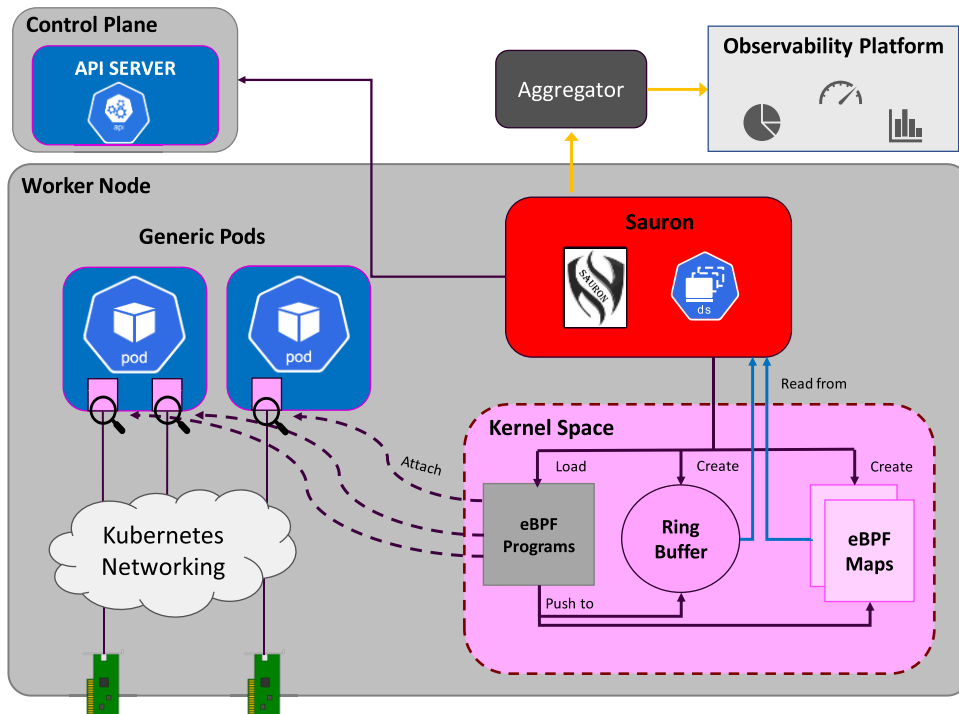 Control Plane
API SERVER
api
Aggregator
Observability Platform
Worker Node
Generic Pods
pod
pod
Sauron
SAURON
ds
Read from
Kernel Space
Attach
Load
Create
Create
eBPF
Programs
Ring
Buffer
eBPF
Maps
Push to
Kubernetes
Networking